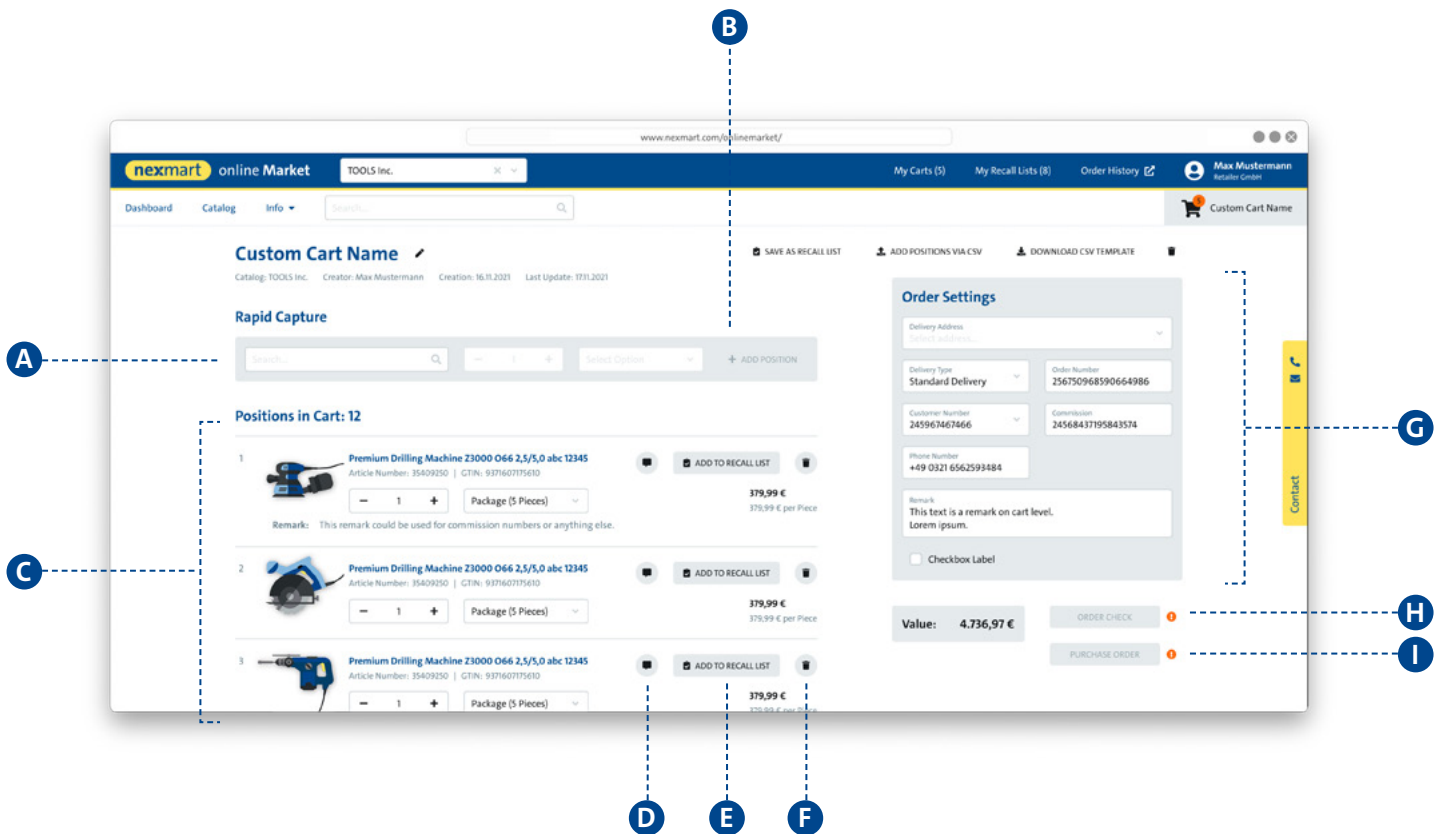 B
www.nexmart.com/onlinemarket/
nexmart online Market
TOOLS Inc.
My Carts (5)
My Recall Lists (8)
Order History
Max Mustermann
Retailer GmbH
Dashboard
Catalog
Info
Search...
Custom Cart Name
Custom Cart Name
SAVE AS RECALL LIST
ADD POSITIONS VIA CSV
DOWNLOAD CSV TEMPLATE
Catalog: TOOLS Inc. Creator: Max Mustermann Creation: 16.11.2021 Last Update: 17.11.2021
Rapid Capture
A
Search...
1
Select Option
+ ADD POSITION
Positions in Cart: 12
C
1
Premium Drilling Machine Z3000 O66 2,5/5,0 abc 12345
Article Number: 35409250 | GTIN: 9371607175610
ADD TO RECALL LIST
− 1 +
Package (5 Pieces)
379,99 €
379,99 € per Piece
Remark: This remark could be used for commission numbers or anything else.
2
Premium Drilling Machine Z3000 O66 2,5/5,0 abc 12345
Article Number: 35409250 | GTIN: 9371607175610
ADD TO RECALL LIST
− 1 +
Package (5 Pieces)
379,99 €
379,99 € per Piece
3
Premium Drilling Machine Z3000 O66 2,5/5,0 abc 12345
Article Number: 35409250 | GTIN: 9371607175610
ADD TO RECALL LIST
− 1 +
Package (5 Pieces)
379,99 €
379,99 € per Piece
Order Settings
Delivery Address
Select address...
Delivery Type
Standard Delivery
Order Number
256750968590664986
Customer Number
245967467466
Commission
24568437195843574
Phone Number
+49 0321 6562593484
Remark
This text is a remark on cart level.
Lorem ipsum.
Checkbox Label
Value: 4.736,97 €
ORDER CHECK
PURCHASE ORDER
Contact
G
H
I
D
E
F